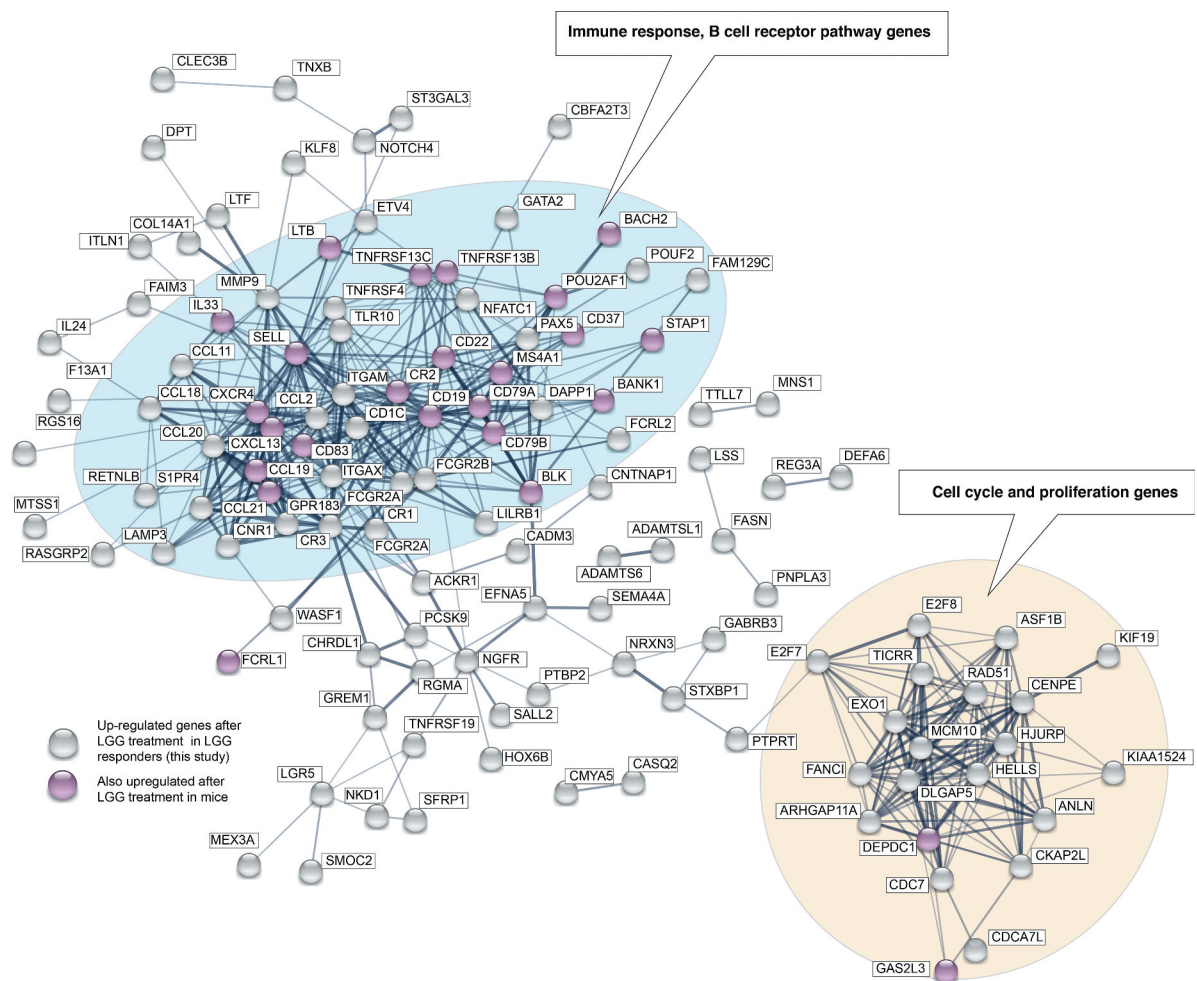 Immune response, B cell receptor pathway genes
CLEC3B
TNXB
ST3GAL3
CBFA2T3
DPT
KLF8
NOTCH4
LTF
ETV4
GATA2
COL14A1
LTB
BACH2
ITLN1
TNFRSF13C
TNFRSF13B
POUF2
FAM129C
MMP9
POU2AF1
FAIM3
TNFRSF4
IL33
NFATC1
TLR10
PAX5
CD37
STAP1
IL24
SELL
CD22
MS4A1
CCL11
F13A1
ITGAM
CR2
BANK1
CCL18
CXCR4
CCL2
CD19
CD79A
DAPP1
TTLL7
MNS1
CD1C
RGS16
CCL20
FCRL2
CXCL13
CD83
CD79B
LSS
DEFA6
CCL19
ITGAX
FCGR2B
BLK
CNTNAP1
REG3A
RETNLB
S1PR4
Cell cycle and proliferation genes
MTSS1
CCL21
GPR183
FCGR2A
LILRB1
CR1
FASN
LAMP3
CNR1
CR3
FCGR2A
CADM3
ADAMTSL1
RASGRP2
ADAMTS6
PNPLA3
ACKR1
EFNA5
SEMA4A
E2F8
WASF1
PCSK9
ASF1B
CHRDL1
GABRB3
KIF19
NRXN3
E2F7
FCRL1
NGFR
TICRR
RAD51
RGMA
PTBP2
CENPE
GREM1
STXBP1
EXO1
Up-regulated genes after
LGG treatment in LGG
responders (this study)
TNFRSF19
SALL2
MCM10
HJURP
PTPRT
HOX6B
FANCI
HELLS
KIAA1524
Also upregulated after
LGG treatment in mice
LGR5
CMYA5
CASQ2
DLGAP5
NKD1
SFRP1
ARHGAP11A
ANLN
MEX3A
DEPDC1
SMOC2
CKAP2L
CDC7
CDCA7L
GAS2L3